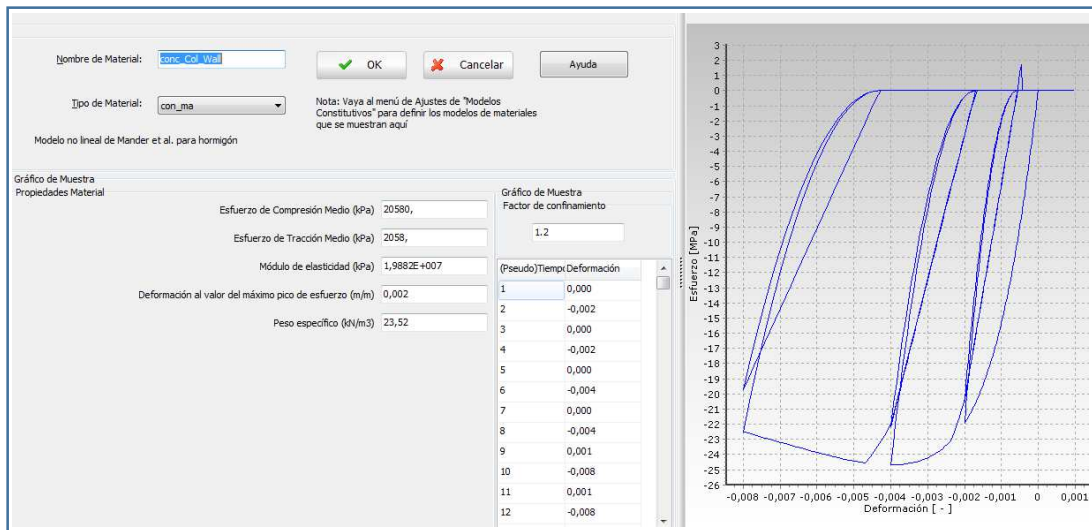 Nombre de Material:
conc_Col_Wall
OK
Cancelar
Ayuda
Tipo de Material:
con_ma
Nota: Vaya al menú de Ajustes de "Modelos
Constitutivos" para definir los modelos de materiales
que se muestran aquí
Modelo no lineal de Mander et al. para hormigón
Gráfico de Muestra
Propiedades Material
Esfuerzo de Compresión Medio (kPa)
20580,
Esfuerzo de Tracción Medio (kPa)
2058,
Módulo de elasticidad (kPa)
1,9882E+007
Deformación al valor del máximo pico de esfuerzo (m/m)
0,002
Peso específico (kN/m3)
23,52
Gráfico de Muestra
Factor de confinamiento
1.2
(Pseudo)Tiempo Deformación
1 0,000
2 -0,002
3 0,000
4 -0,002
5 0,000
6 -0,004
7 0,000
8 -0,004
9 0,001
10 -0,008
11 0,001
12 -0,008
Esfuerzo [MPa]
3
2
1
0
-1
-2
-3
-4
-5
-6
-7
-8
-9
-10
-11
-12
-13
-14
-15
-16
-17
-18
-19
-20
-21
-22
-23
-24
-25
-26
-0,008 -0,007 -0,006 -0,005 -0,004 -0,003 -0,002 -0,001 0 0,001
Deformación [ - ]